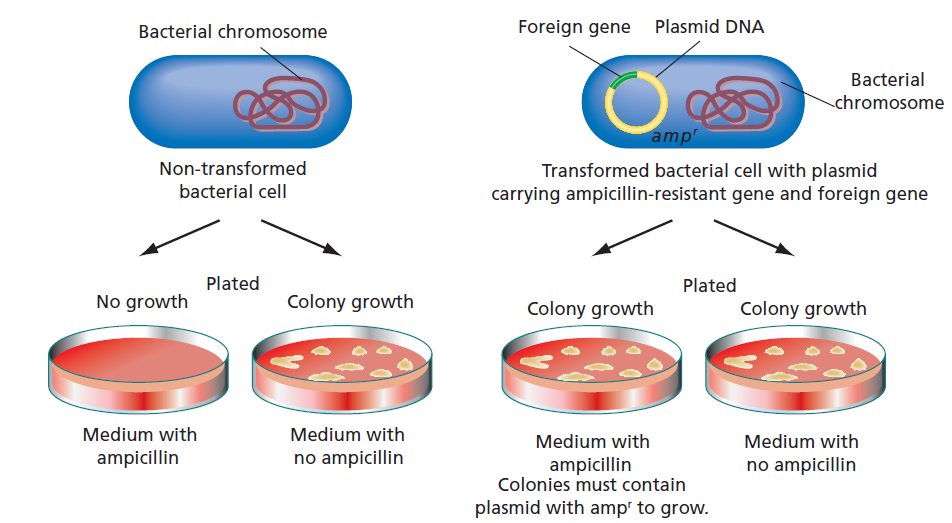 Bacterial chromosome
Non-transformed
bacterial cell
Plated
No growth
Colony growth
Medium with
ampicillin
Medium with
no ampicillin
Foreign gene
Plasmid DNA
Bacterial
chromosome
ampʳ
Transformed bacterial cell with plasmid
carrying ampicillin-resistant gene and foreign gene
Plated
Colony growth
Colony growth
Medium with
ampicillin
Colonies must contain
plasmid with ampʳ to grow.
Medium with
no ampicillin